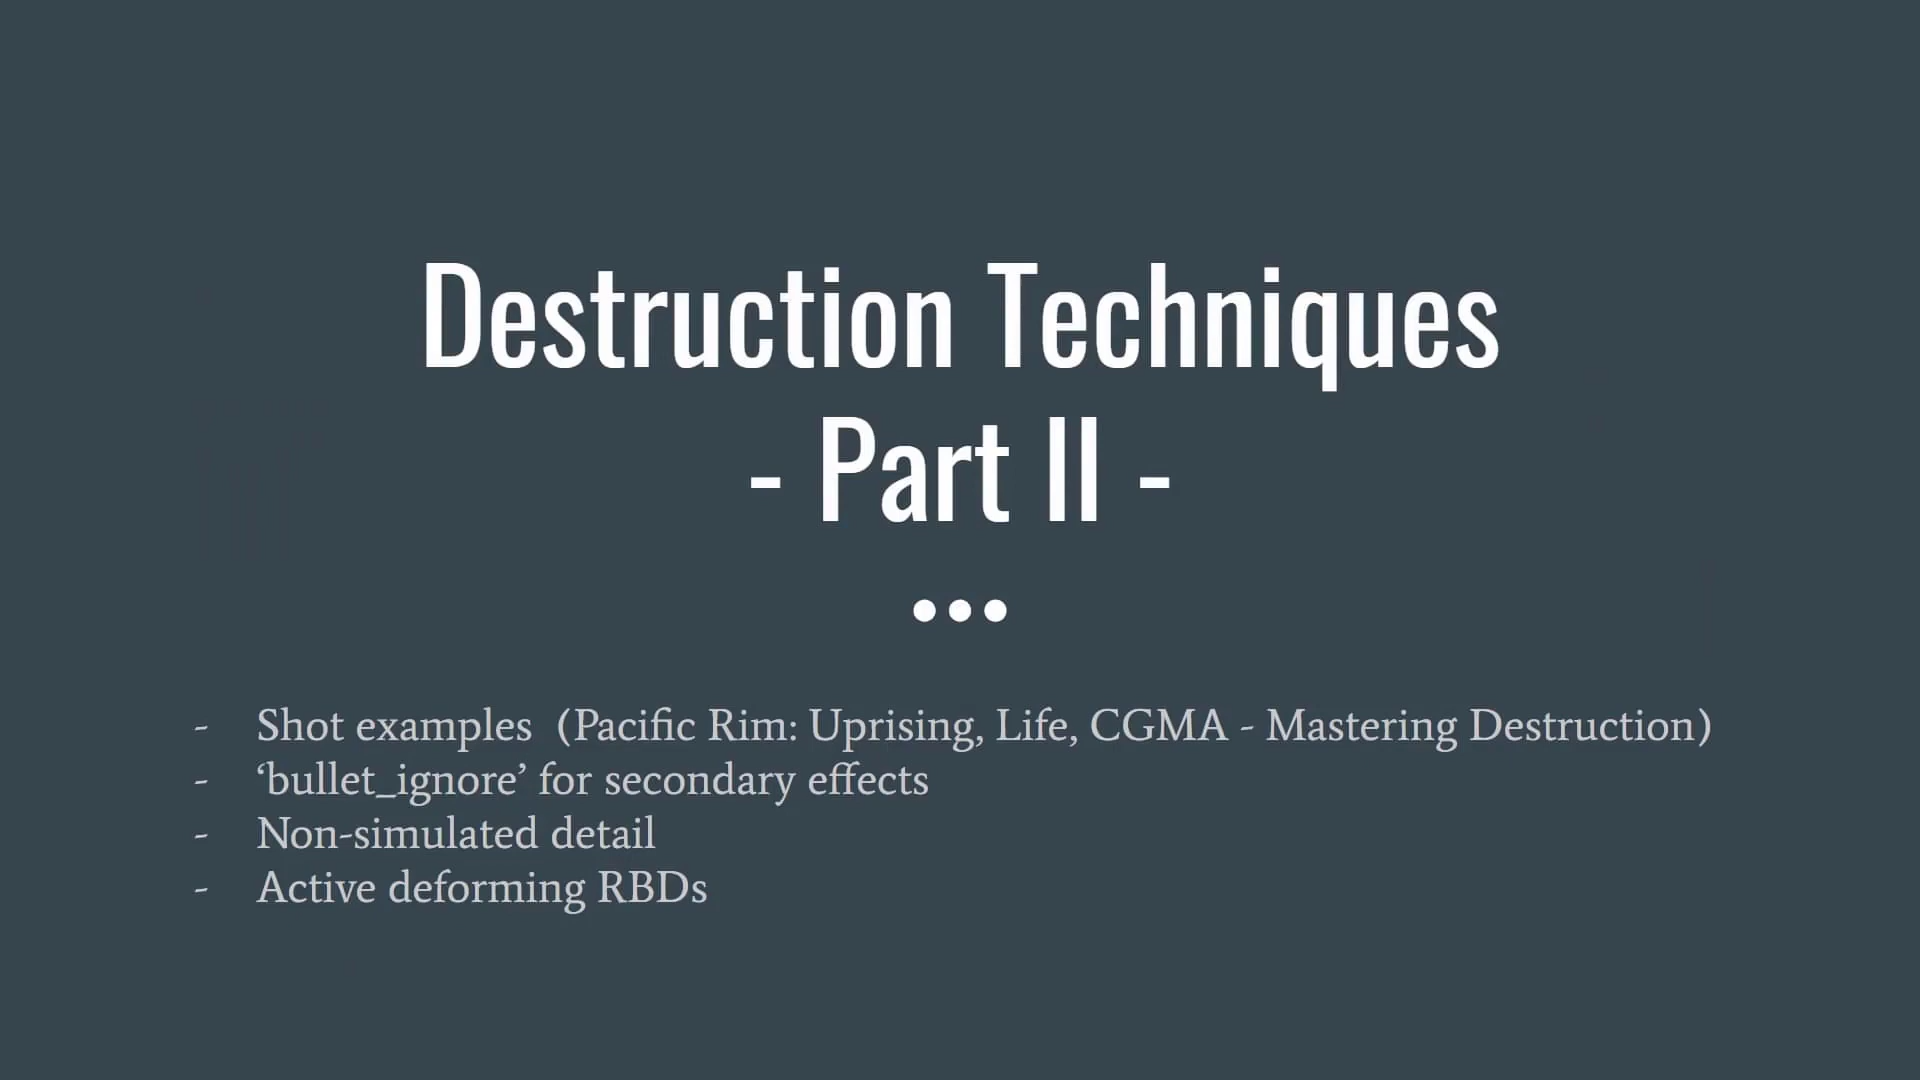 Destruction Techniques
- Part II -
- Shot examples (Pacific Rim: Uprising, Life, CGMA - Mastering Destruction)
- ‘bullet_ignore’ for secondary effects
- Non-simulated detail
- Active deforming RBDs